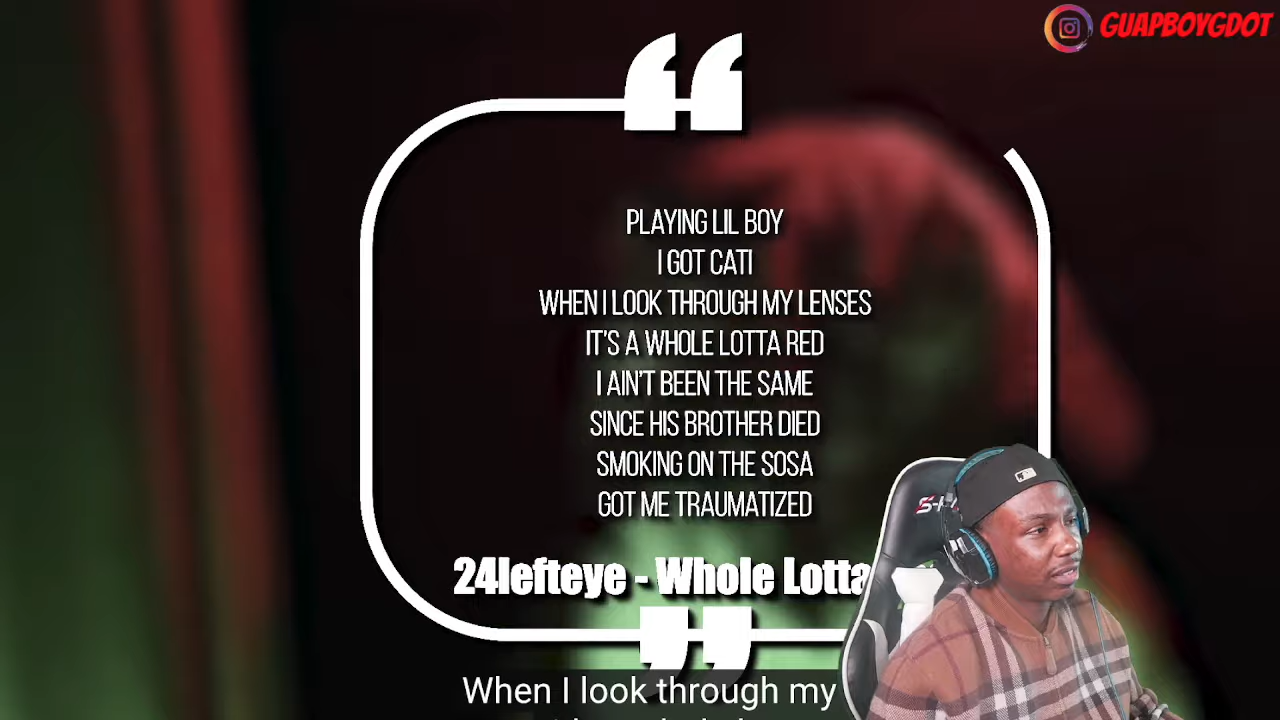 GUAPBOYGDOT
PLAYING LIL BOY
I GOT CATI
WHEN I LOOK THROUGH MY LENSES
IT'S A WHOLE LOTTA RED
I AIN'T BEEN THE SAME
SINCE HIS BROTHER DIED
SMOKING ON THE SOSA
GOT ME TRAUMATIZED
24lefteye - Whole Lotta
When I look through my